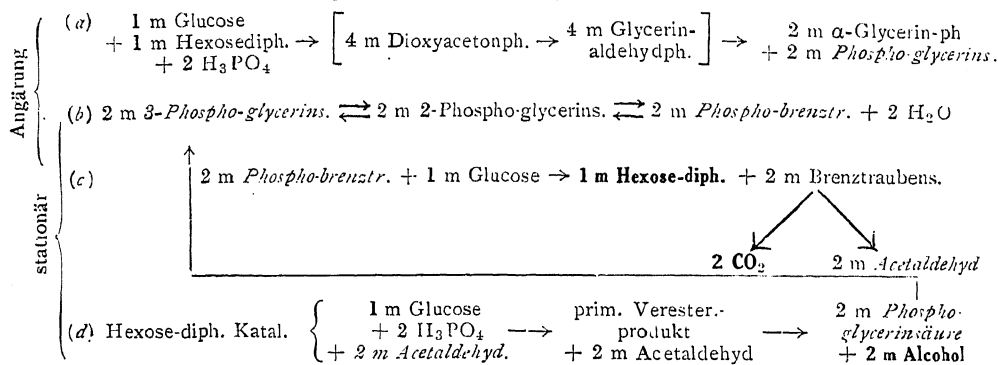 Angärung
stationär
(a) 1 m Glucose
+ 1 m Hexosediph. → [4 m Dioxyacetonph. → 4 m Glycerin-
aldehydph.] → 2 m α-Glycerin-ph
+ 2 H₃PO₄
+ 2 m Phospho-glycerins.
(b) 2 m 3-Phospho-glycerins. ⇄ 2 m 2-Phospho-glycerins. ⇄ 2 m Phospho-brenztr. + 2 H₂O
(c) 2 m Phospho-brenztr. + 1 m Glucose → 1 m Hexose-diph. + 2 m Brenztraubens.
2 CO₂ 2 m Acetaldehyd
(d) Hexose-diph. Katal.
1 m Glucose
+ 2 H₃PO₄
+ 2 m Acetaldehyd.
→ prim. Verester.-
produkt
+ 2 m Acetaldehyd
→ 2 m Phospho-
glycerinsäure
+ 2 m Alcohol